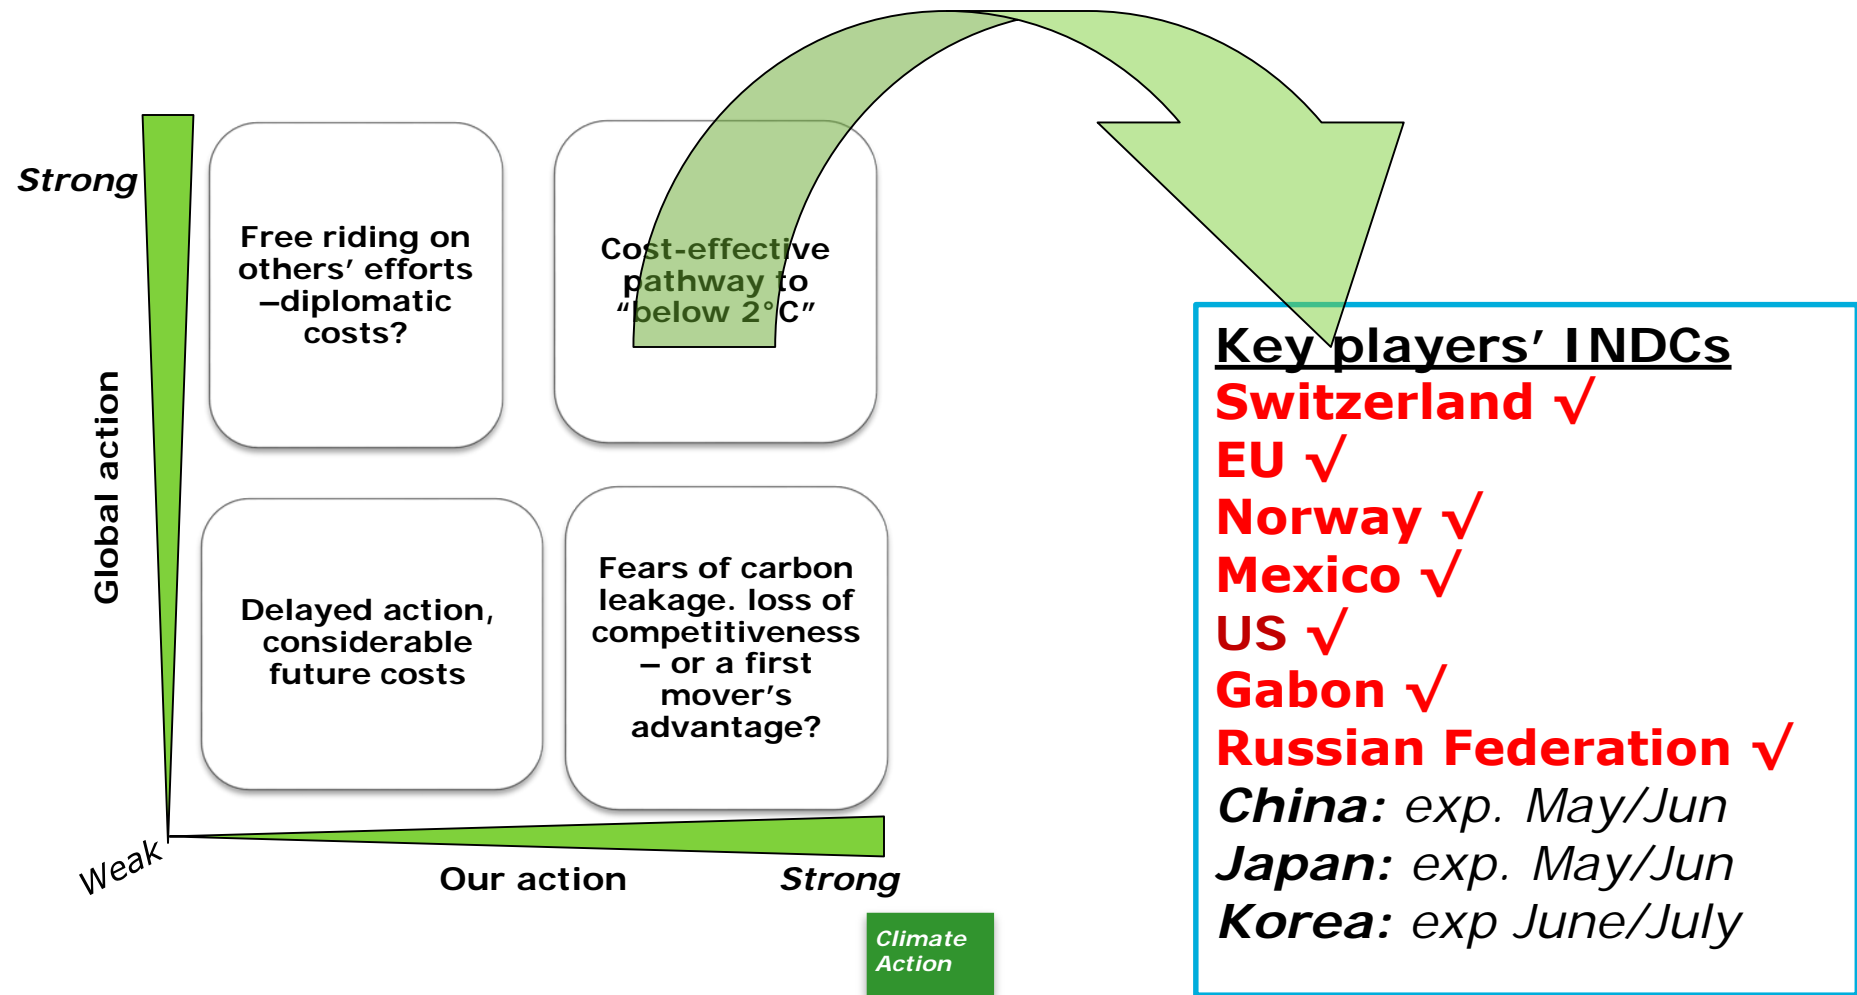 Strong
Global action
Free riding on
others’ efforts
–diplomatic
costs?
Cost-effective
pathway to
“below 2°C”
Delayed action,
considerable
future costs
Fears of carbon
leakage. loss of
competitiveness
– or a first
mover’s
advantage?
Weak
Our action
Strong
Climate
Action
Key players’ INDCs
Switzerland √
EU √
Norway √
Mexico √
US √
Gabon √
Russian Federation √
China: exp. May/Jun
Japan: exp. May/Jun
Korea: exp June/July